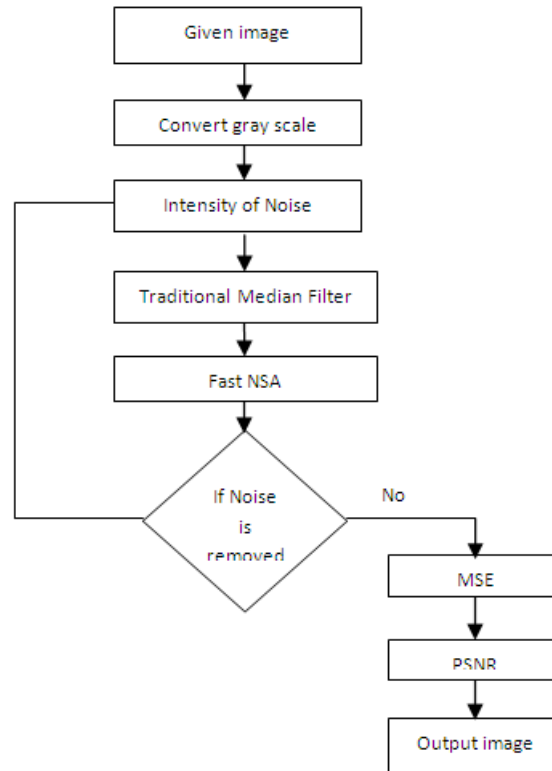 Given image
Convert gray scale
Intensity of Noise
Traditional Median Filter
Fast NSA
If Noise
is
removed
No
MSE
PSNR
Output image